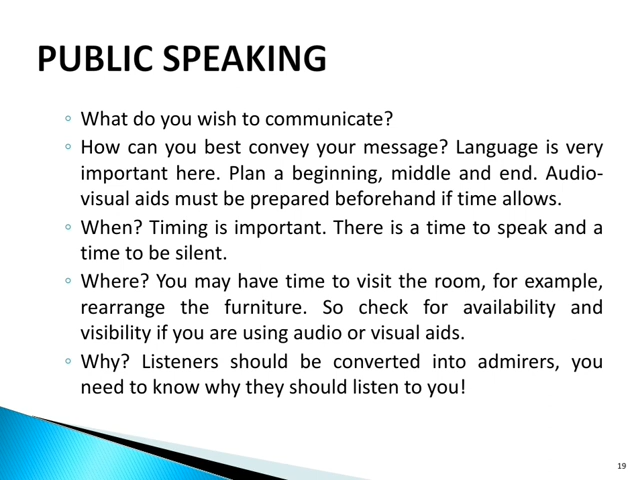 PUBLIC SPEAKING
◦ What do you wish to communicate?
◦ How can you best convey your message? Language is very
important here. Plan a beginning, middle and end. Audio-
visual aids must be prepared beforehand if time allows.
◦ When? Timing is important. There is a time to speak and a
time to be silent.
◦ Where? You may have time to visit the room, for example,
rearrange the furniture. So check for availability and
visibility if you are using audio or visual aids.
◦ Why? Listeners should be converted into admirers, you
need to know why they should listen to you!
19